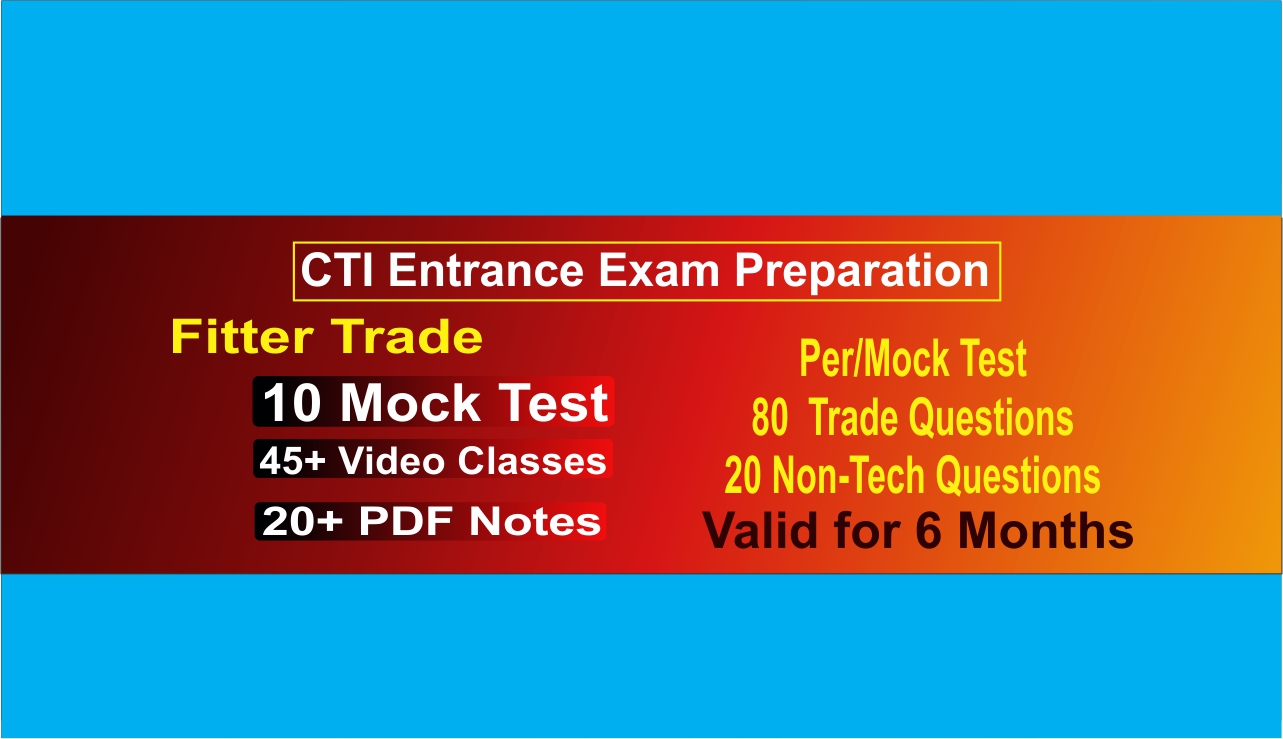 CTI Entrance Exam Preparation
Fitter Trade
10 Mock Test
45+ Video Classes
20+ PDF Notes
Per/Mock Test
80 Trade Questions
20 Non-Tech Questions
Valid for 6 Months